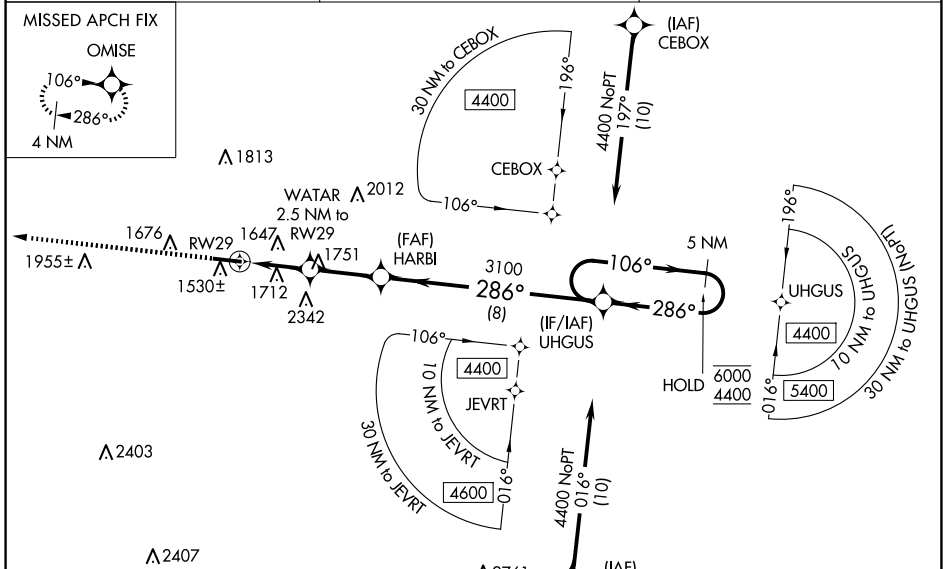 MISSED APCH FIX
OMISE
106°
286°
4 NM
(IAF)
CEBOX
4400 NoPT
197°
(10)
30 NM to CEBOX
4400
196°
CEBOX
106°
1813
2012
WATAR
2.5 NM to
RW29
1676
RW29
1647
1751
1955±
1530±
1712
2342
(FAF)
HARBI
3100
286°
(8)
(IF/IAF)
UHGUS
5 NM
106°
286°
HOLD
6000
4400
196°
UHGUS
4400
5400
016°
10 NM to UHGUS
30 NM to UHGUS (NoPT)
106°
4400
JEVRT
10 NM to JEVRT
30 NM to JEVRT
4600
016°
4400 NoPT
016°
(10)
2403
2407
(IAF)